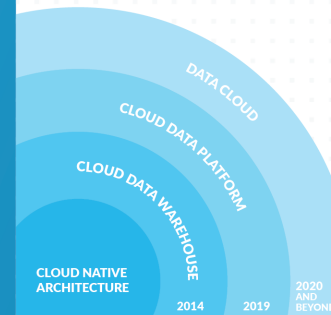 DATA CLOUD
CLOUD DATA PLATFORM
CLOUD DATA WAREHOUSE
CLOUD NATIVE
ARCHITECTURE
2014
2019
2020
AND
BEYOND